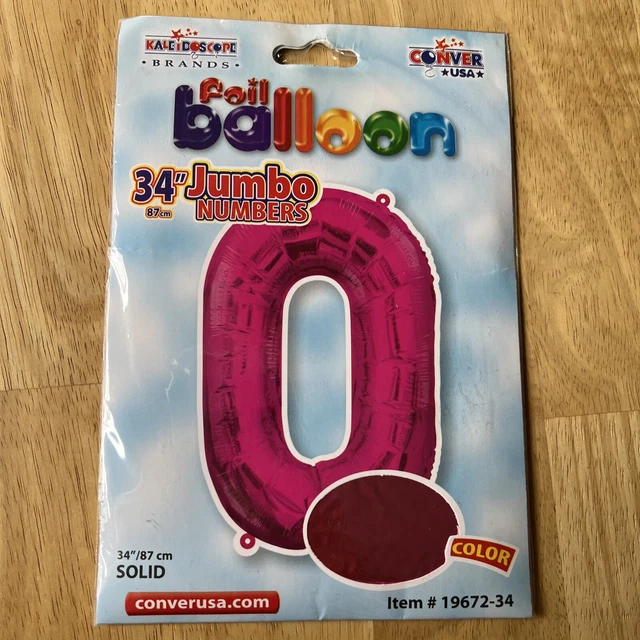 KALEIDOSCOPE
• BRANDS •
CONVER
★USA★
Foil
balloon
34" Jumbo
87cm NUMBERS
0
COLOR
34"/87 cm
SOLID
converusa.com
Item # 19672-34